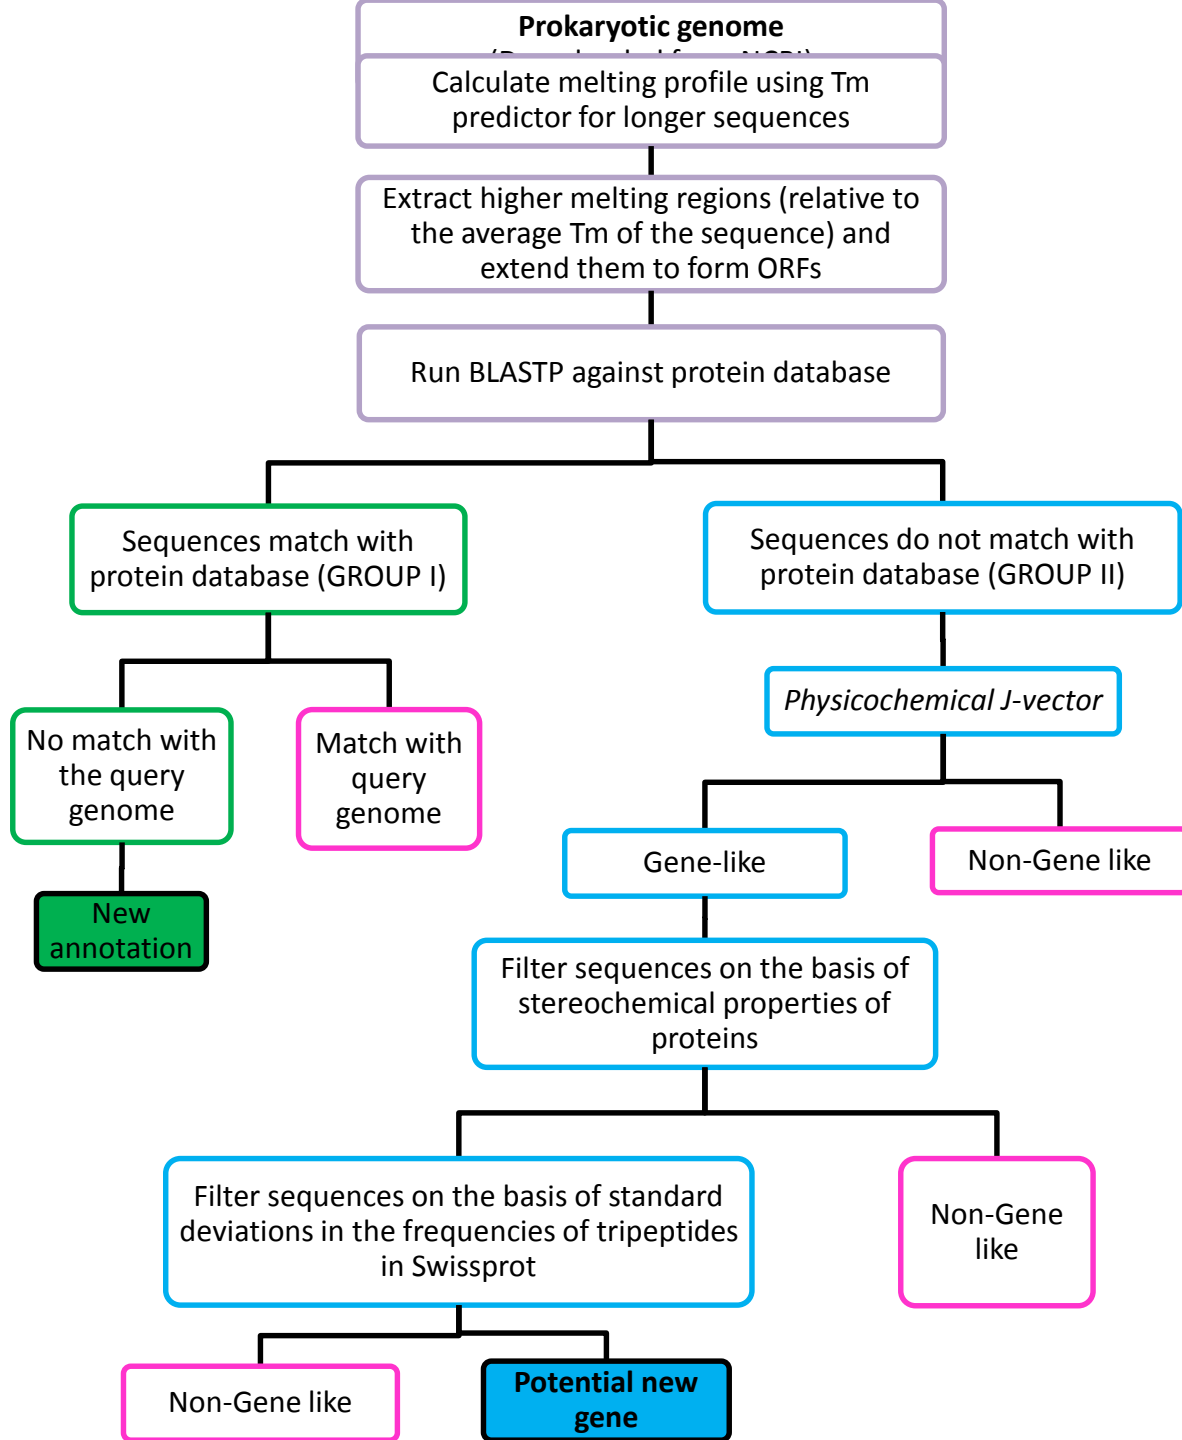 Prokaryotic genome
Calculate melting profile using Tm
predictor for longer sequences
Extract higher melting regions (relative to
the average Tm of the sequence) and
extend them to form ORFs
Run BLASTP against protein database
Sequences match with
protein database (GROUP I)
Sequences do not match with
protein database (GROUP II)
Physicochemical J-vector
No match with
the query
genome
Match with
query
genome
Gene-like
Non-Gene like
New
annotation
Filter sequences on the basis of
stereochemical properties of
proteins
Filter sequences on the basis of standard
deviations in the frequencies of tripeptides
in Swissprot
Non-Gene
like
Non-Gene like
Potential new
gene